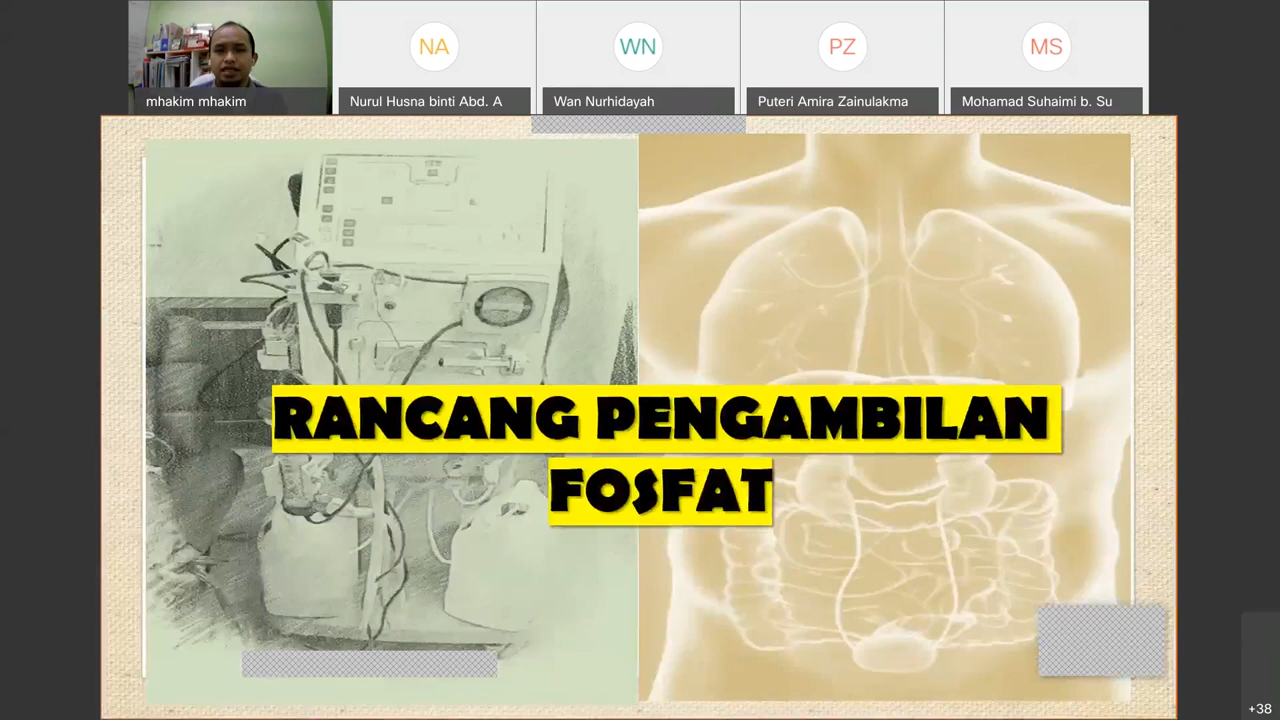 NA
WN
PZ
MS
mhakim mhakim
Nurul Husna binti Abd. A
Wan Nurhidayah
Puteri Amira Zainulakma
Mohamad Suhaimi b. Su
RANCANG PENGAMBILAN
FOSFAT
+38